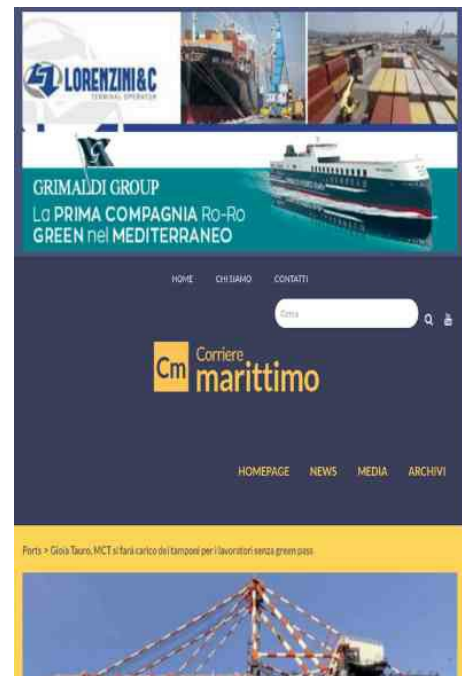 LORENZINI & C
TERMINAL OPERATOR
GRIMALDI GROUP
La PRIMA COMPAGNIA Ro-Ro
GREEN nel MEDITERRANEO
HOME CHI SIAMO CONTATTI
Cerca
Cm Corriere
marittimo
HOMEPAGE NEWS MEDIA ARCHIVI
Ports > Gioia Tauro, MCT si farà carico dei tamponi per i lavoratori senza green pass